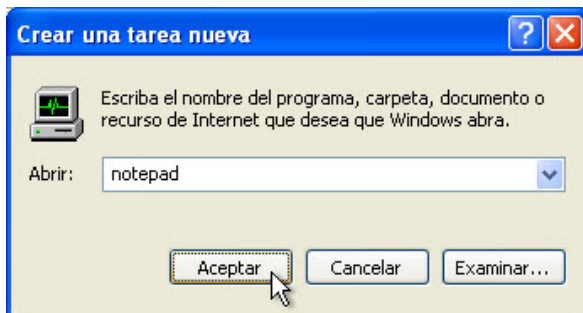 Crear una tarea nueva
Escriba el nombre del programa, carpeta, documento o
recurso de Internet que desea que Windows abra.
Abrir: notepad
Aceptar Cancelar Examinar...